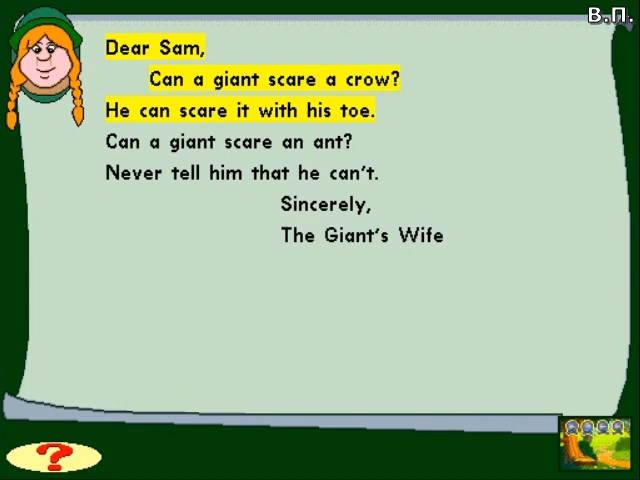 В.П.
Dear Sam,
Can a giant scare a crow?
He can scare it with his toe.
Can a giant scare an ant?
Never tell him that he can't.
Sincerely,
The Giant's Wife
?